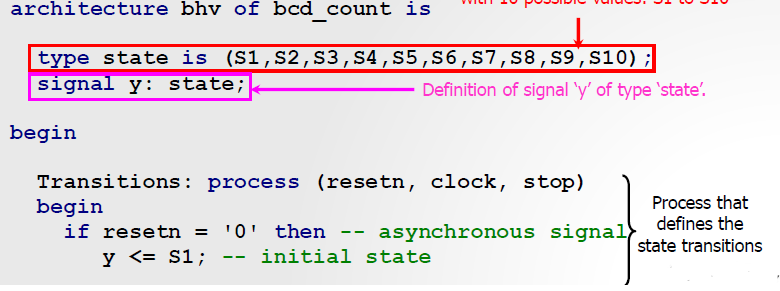 architecture bhv of bcd_count is
with 10 possible values: S1 to S10
type state is (S1,S2,S3,S4,S5,S6,S7,S8,S9,S10);
signal y: state;
Definition of signal ‘y’ of type ‘state’.
begin
Transitions: process (resetn, clock, stop)
begin
if resetn = '0' then -- asynchronous signal
y <= S1; -- initial state
Process that
defines the
state transitions